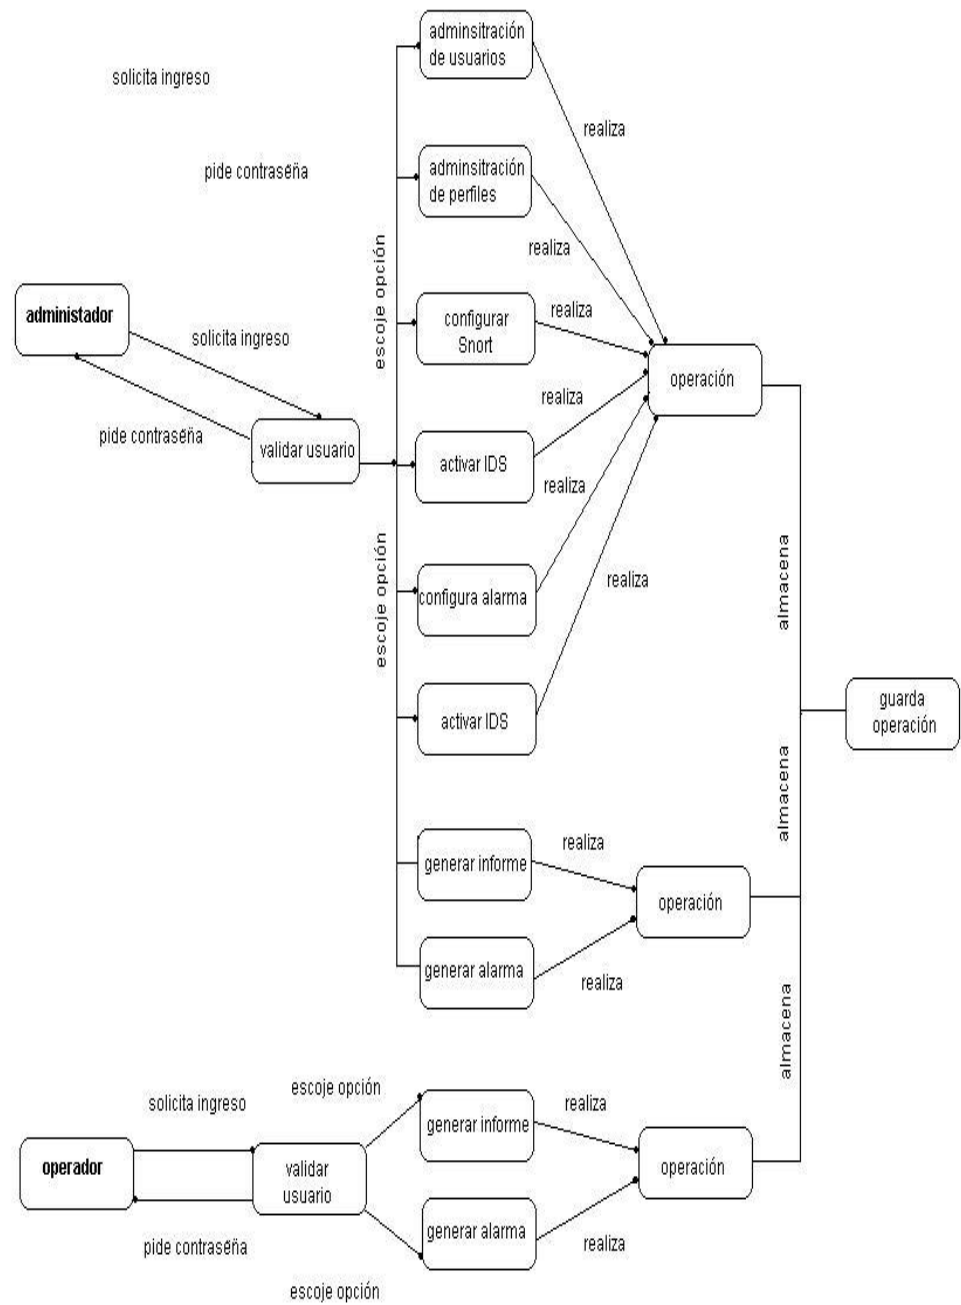 adminsitración
de usuarios
solicita ingreso
realiza
pide contraseña
adminsitración
de perfiles
escoje opción
realiza
administador
solicita ingreso
configurar
Snort
realiza
operación
realiza
pide contraseña
validar usuario
activar IDS
realiza
escoje opción
configura alarma
realiza
almacena
activar IDS
guarda
operación
almacena
generar informe
realiza
operación
generar alarma
realiza
almacena
solicita ingreso
escoje opción
generar informe
realiza
operador
validar
usuario
operación
generar alarma
realiza
pide contraseña
escoje opción